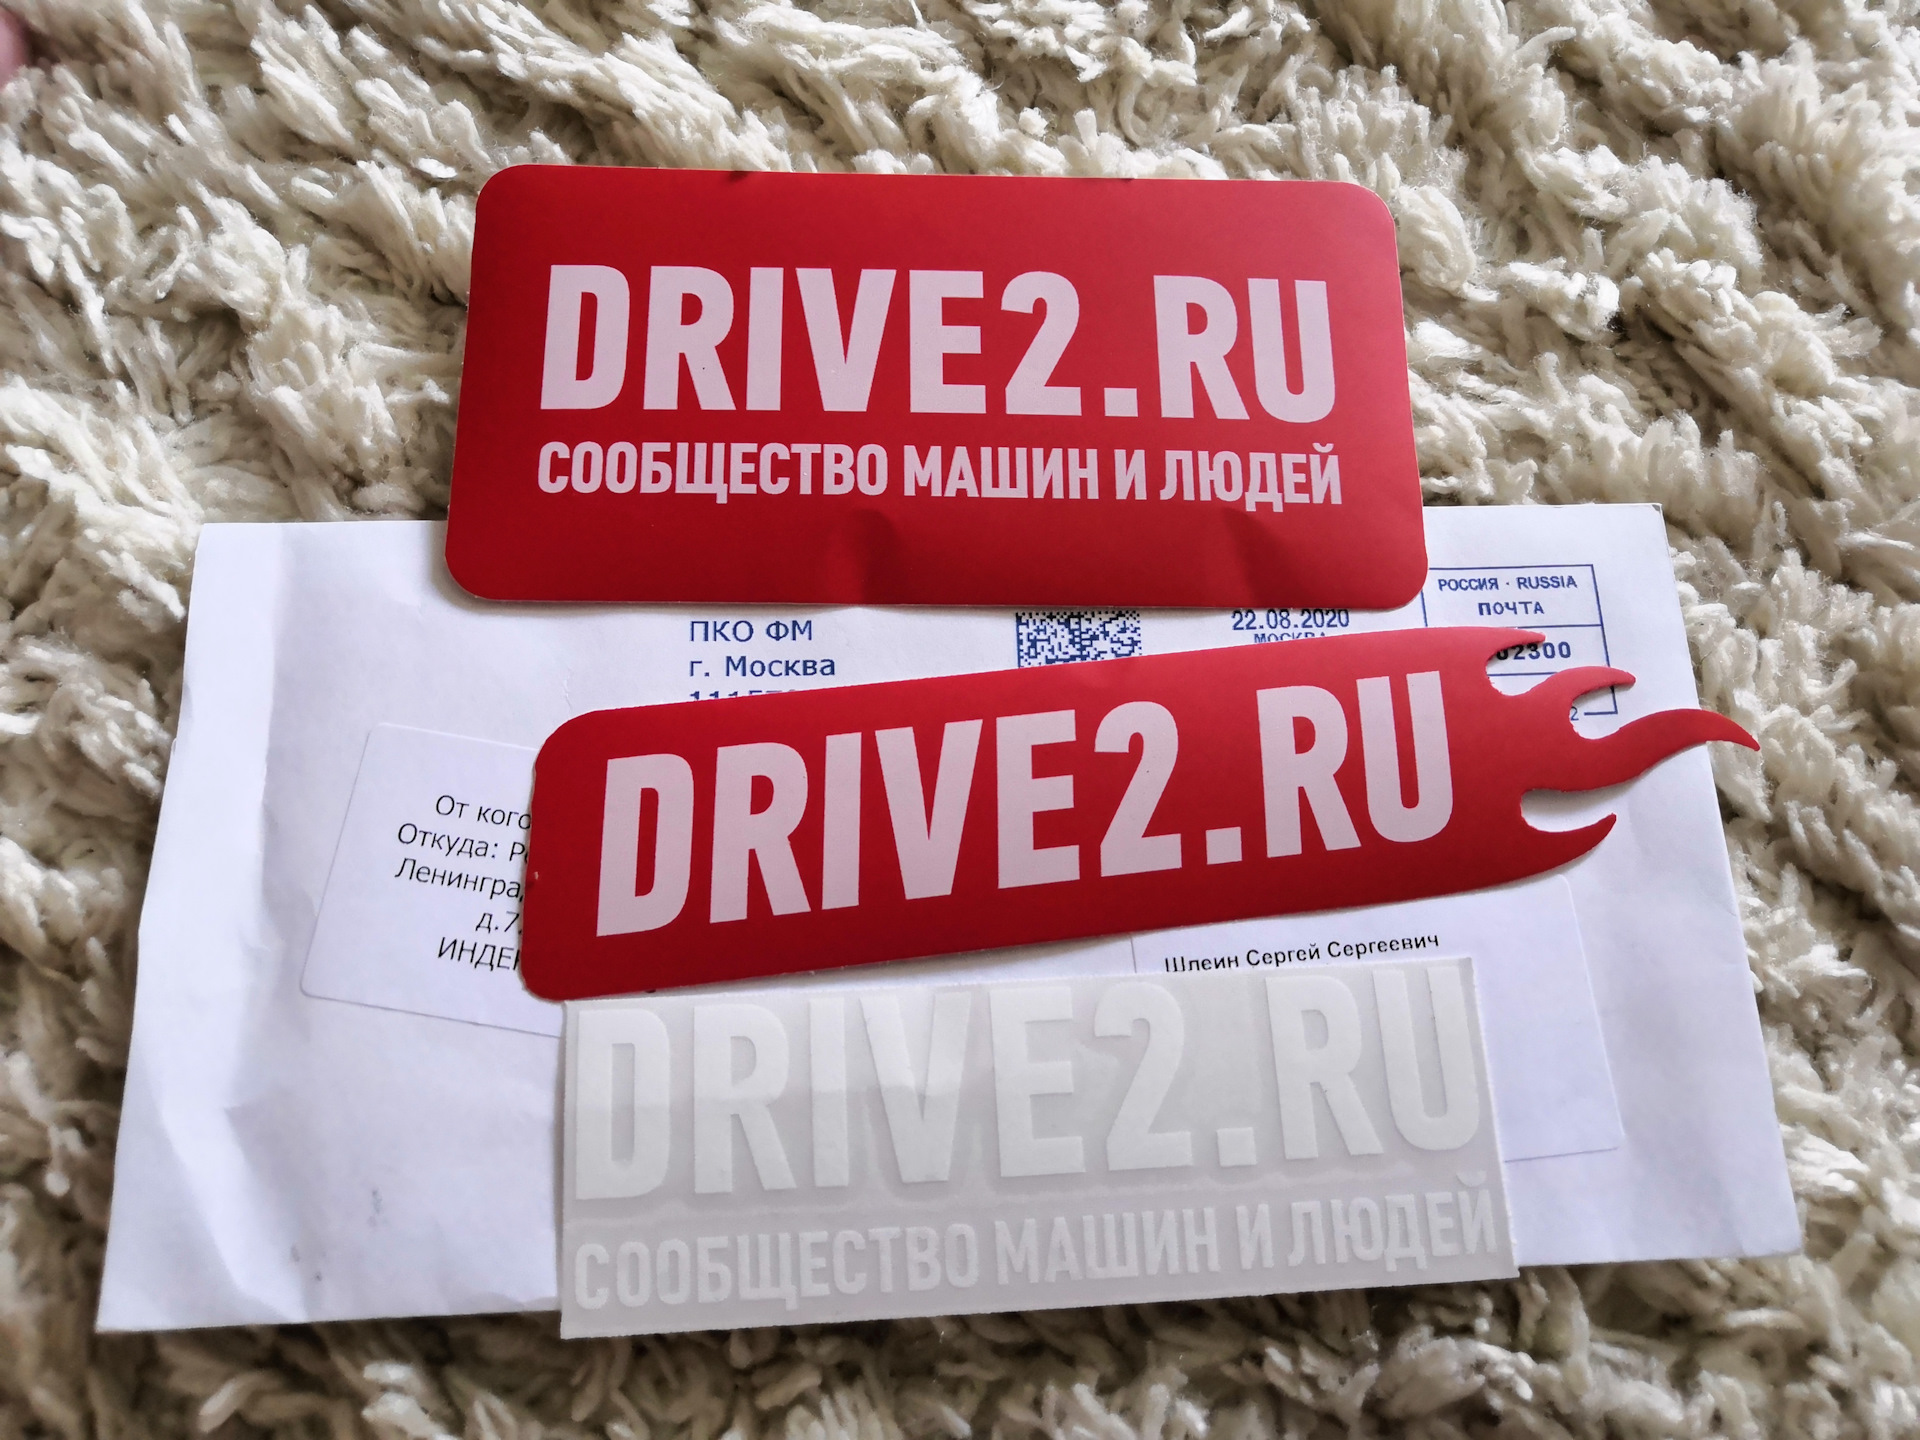 DRIVE2.RU
СООБЩЕСТВО МАШИН И ЛЮДЕЙ
ПКО ФМ
г. Москва
22.08.2020
МОСКВА
РОССИЯ · RUSSIA
ПОЧТА
02300
DRIVE2.RU
От кого
Откуда:
д.7.
Шлеин Сергей Сергеевич
DRIVE2.RU
СООБЩЕСТВО МАШИН И ЛЮДЕЙ